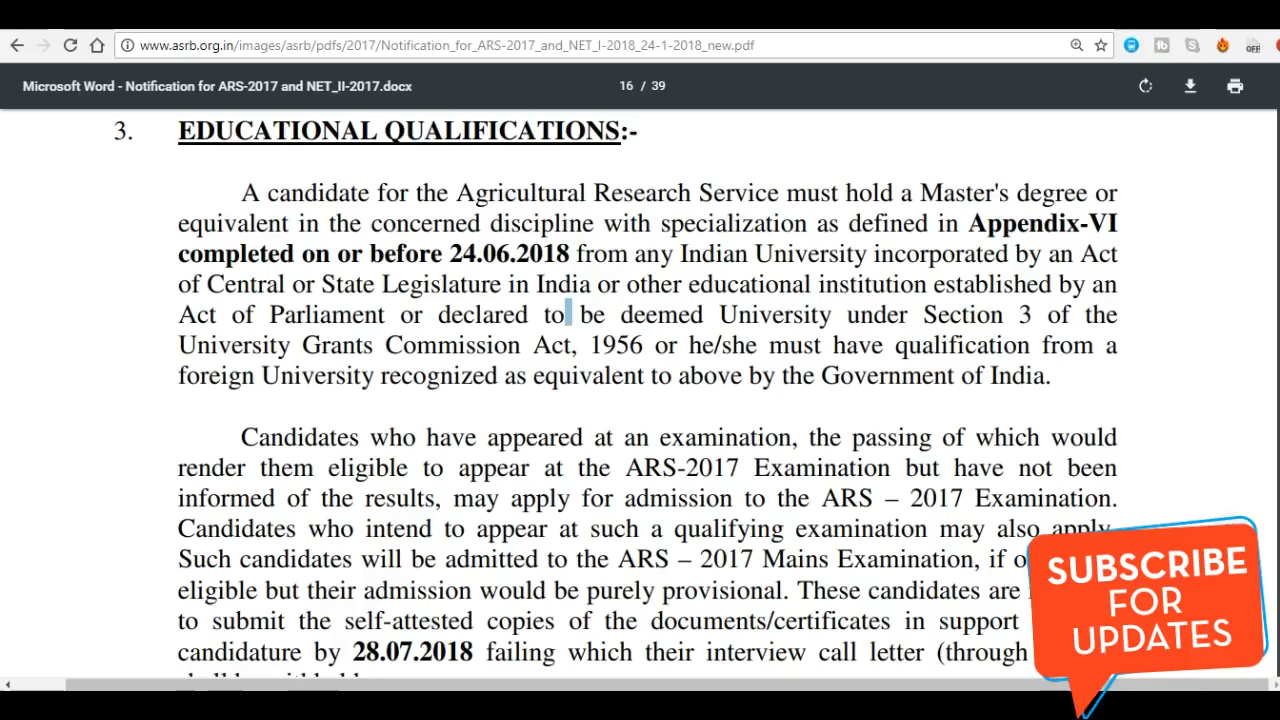 www.asrb.org.in/images/asrb/pdfs/2017/Notification_for_ARS-2017_and_NET_I-2018_24-1-2018_new.pdf
OFF
Microsoft Word - Notification for ARS-2017 and NET_II-2017.docx 16 / 39
3. EDUCATIONAL QUALIFICATIONS:-
A candidate for the Agricultural Research Service must hold a Master's degree or
equivalent in the concerned discipline with specialization as defined in Appendix-VI
completed on or before 24.06.2018 from any Indian University incorporated by an Act
of Central or State Legislature in India or other educational institution established by an
Act of Parliament or declared to be deemed University under Section 3 of the
University Grants Commission Act, 1956 or he/she must have qualification from a
foreign University recognized as equivalent to above by the Government of India.
Candidates who have appeared at an examination, the passing of which would
render them eligible to appear at the ARS-2017 Examination but have not been
informed of the results, may apply for admission to the ARS – 2017 Examination.
Candidates who intend to appear at such a qualifying examination may also apply.
Such candidates will be admitted to the ARS – 2017 Mains Examination, if
eligible but their admission would be purely provisional. These candidates are
to submit the self-attested copies of the documents/certificates in support
candidature by 28.07.2018 failing which their interview call letter (through
SUBSCRIBE
FOR
UPDATES